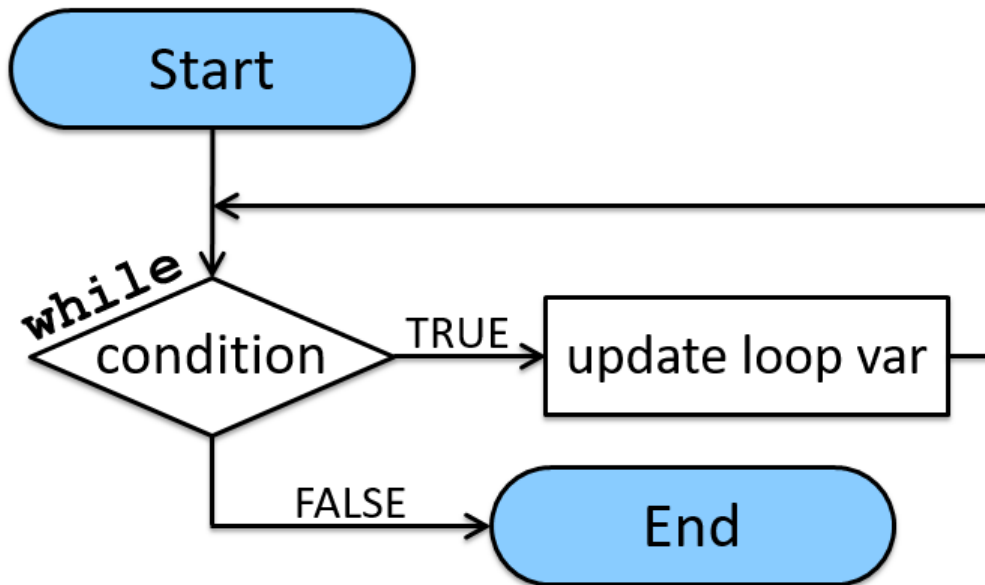 Start
while
condition
TRUE
update loop var
FALSE
End